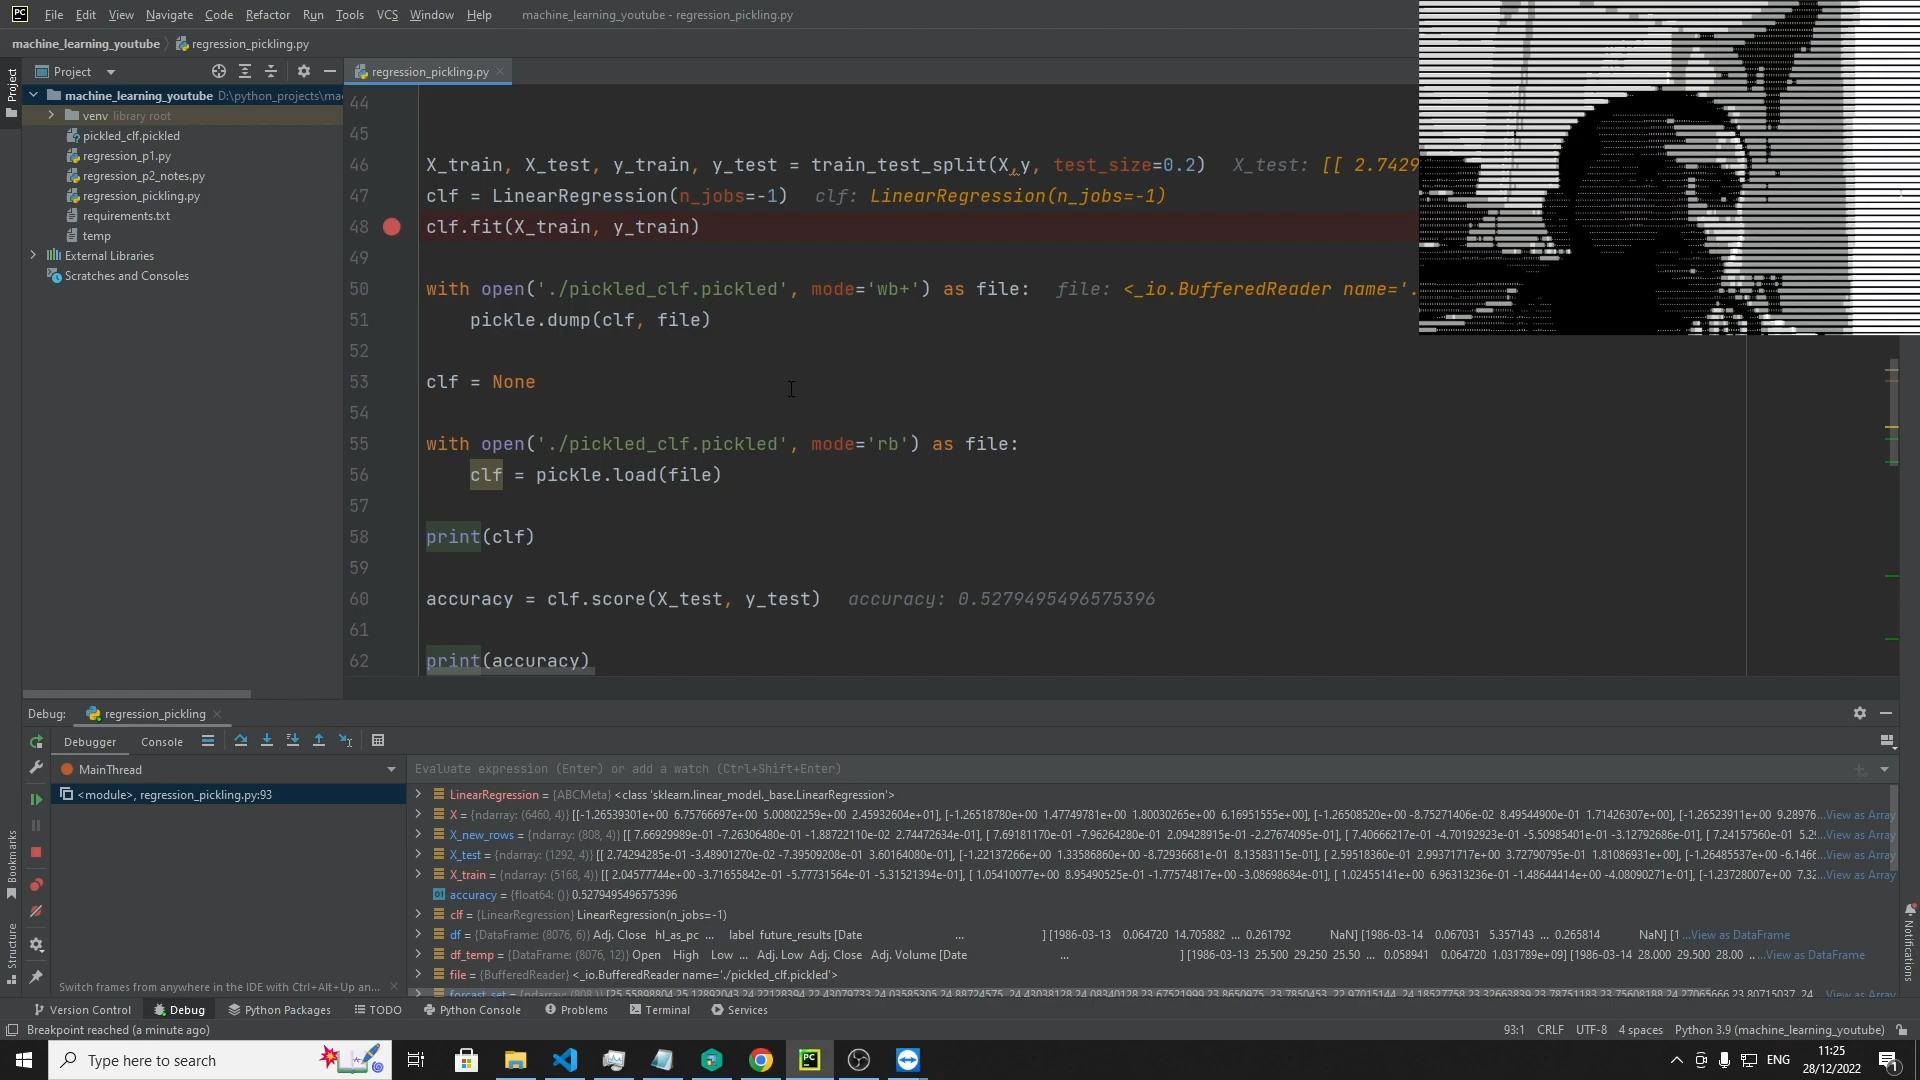 File Edit View Navigate Code Refactor Run Tools VCS Window Help machine_learning_youtube - regression_pickling.py
machine_learning_youtube regression_pickling.py
Project
regression_pickling.py
machine_learning_youtube D:\python_projects\ma
venv library root
pickled_clf.pickled
regression_p1.py
regression_p2_notes.py
regression_pickling.py
requirements.txt
temp
External Libraries
Scratches and Consoles
Project
44
45
46 X_train, X_test, y_train, y_test = train_test_split(X,y, test_size=0.2) X_test: [[ 2.7429
47 clf = LinearRegression(n_jobs=-1) clf: LinearRegression(n_jobs=-1)
48 clf.fit(X_train, y_train)
49
50 with open('./pickled_clf.pickled', mode='wb+') as file: file: <_io.BufferedReader name='.
51 pickle.dump(clf, file)
52
53 clf = None
54
55 with open('./pickled_clf.pickled', mode='rb') as file:
56 clf = pickle.load(file)
57
58 print(clf)
59
60 accuracy = clf.score(X_test, y_test) accuracy: 0.5279495496575396
61
62 print(accuracy)
Debug: regression_pickling
Debugger Console
MainThread
<module>, regression_pickling.py:93
Switch frames from anywhere in the IDE with Ctrl+Alt+Up an...
Evaluate expression (Enter) or add a watch (Ctrl+Shift+Enter)
LinearRegression = {ABCMeta} <class 'sklearn.linear_model._base.LinearRegression'>
X = {ndarray: (6460, 4)} [[-1.26539301e+00 6.75766697e+00 5.00802259e+00 2.45932604e+01], [-1.26518780e+00 1.47749781e+01 1.80030265e+00 6.16951555e+00], [-1.26508520e+00 -8.75271406e-02 8.49544900e-01 1.71426307e+00], [-1.26523911e+00 9.28976...View as Array
X_new_rows = {ndarray: (808, 4)} [[ 7.66929989e-01 -7.26306480e-01 -1.88722110e-02 2.74472634e-01], [ 7.69181170e-01 -7.96264280e-01 2.09428915e-01 -2.27674095e-01], [ 7.40666217e-01 -4.70192923e-01 -5.50985401e-01 -3.12792686e-01], [ 7.24157560e-01 5.29...View as Array
X_test = {ndarray: (1292, 4)} [[ 2.74294285e-01 -3.48901270e-02 -7.39509208e-01 3.60164080e-01], [-1.22137266e+00 1.33586860e+00 -8.72936681e-01 8.13583115e-01], [ 2.59518360e-01 2.99371717e+00 3.72790795e-01 1.81086931e+00], [-1.26485537e+00 -6.1466...View as Array
X_train = {ndarray: (5168, 4)} [[ 2.04577744e+00 -3.71655842e-01 -5.77731564e-01 -5.31521394e-01], [ 1.05410077e+00 8.95490525e-01 -1.77574817e+00 -3.08698684e-01], [ 1.02455141e+00 6.96313236e-01 -1.48644414e+00 -4.08090271e-01], [-1.23728007e+00 7.32...View as Array
accuracy = {float64: ()} 0.5279495496575396
clf = {LinearRegression} LinearRegression(n_jobs=-1)
df = {DataFrame: (8076, 6)} Adj. Close hl_as_pc ... label future_results [Date ... ] [1986-03-13 0.064720 14.705882 ... 0.261792 NaN] [1986-03-14 0.067031 5.357143 ... 0.265814 NaN] [1 ...View as DataFrame
df_temp = {DataFrame: (8076, 12)} Open High Low ... Adj. Low Adj. Close Adj. Volume [Date ... ] [1986-03-13 25.500 29.250 25.50 ... 0.058941 0.064720 1.031789e+09] [1986-03-14 28.000 29.500 28.00 ...View as DataFrame
file = {BufferedReader} <_io.BufferedReader name='./pickled_clf.pickled'>
Bookmarks
Structure
Notifications
Version Control Debug Python Packages TODO Python Console Problems Terminal Services
Breakpoint reached (a minute ago) 93:1 CRLF UTF-8 4 spaces Python 3.9 (machine_learning_youtube)
Type here to search
ENG
11:25
28/12/2022
1